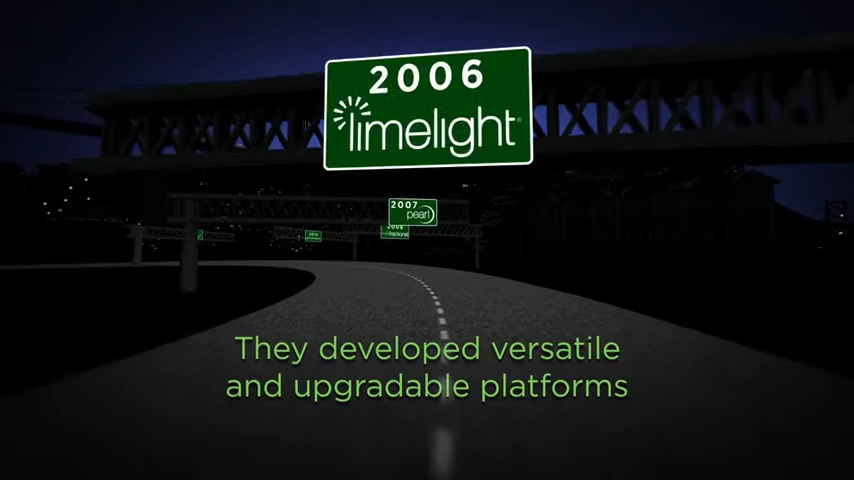 2006
limelight®
2007
pearl
They developed versatile
and upgradable platforms